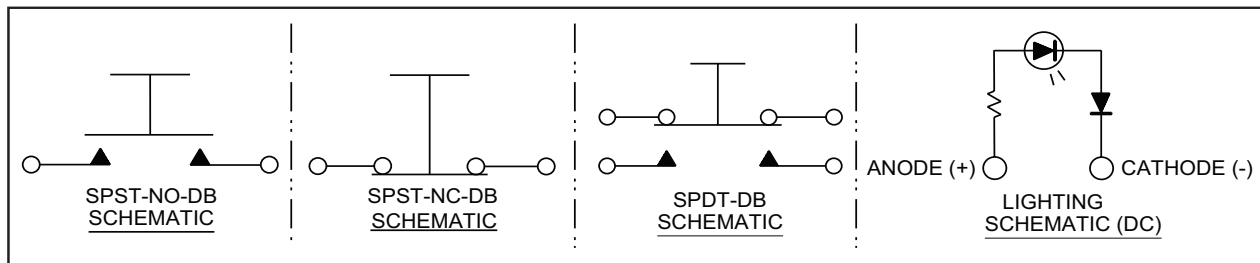 SPST-NO-DB
SCHEMATIC
SPST-NC-DB
SCHEMATIC
SPDT-DB
SCHEMATIC
ANODE (+)
CATHODE (-)
LIGHTING
SCHEMATIC (DC)